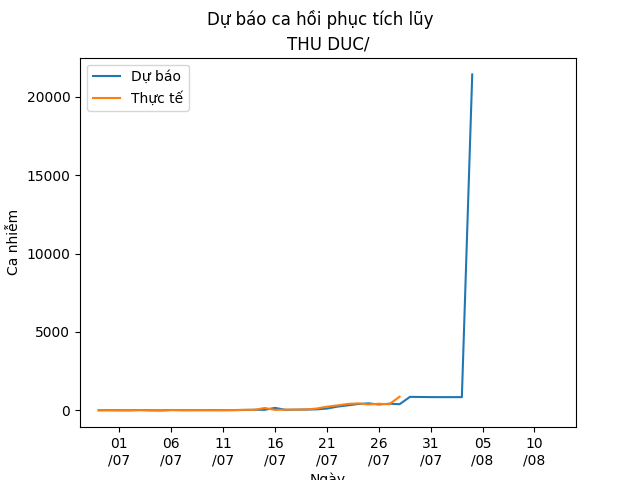 Dự báo ca hồi phục tích lũy
THU DUC/
Dự báo
Thực tế
Ca nhiễm
20000
15000
10000
5000
0
01 06 11 16 21 26 31 05 10
/07 /07 /07 /07 /07 /07 /07 /08 /08
Ngày